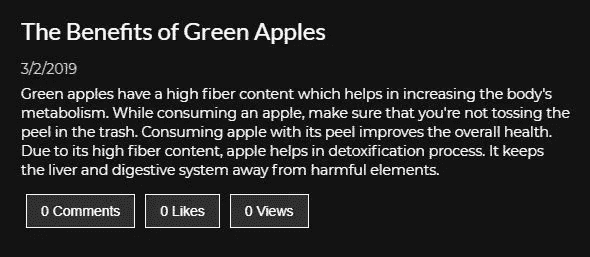 The Benefits of Green Apples
3/2/2019
Green apples have a high fiber content which helps in increasing the body's
metabolism. While consuming an apple, make sure that you're not tossing the
peel in the trash. Consuming apple with its peel improves the overall health.
Due to its high fiber content, apple helps in detoxification process. It keeps
the liver and digestive system away from harmful elements.
0 Comments 0 Likes 0 Views